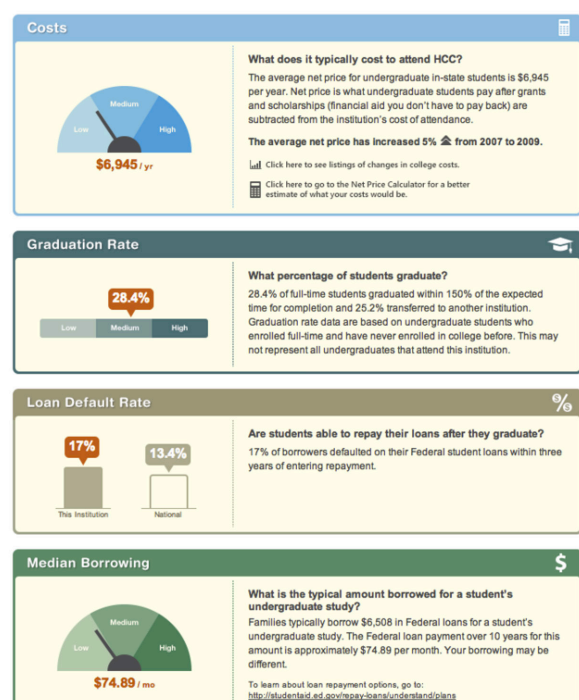 Costs
Low
Medium
High
$6,945 / yr
What does it typically cost to attend HCC?
The average net price for undergraduate in-state students is $6,945
per year. Net price is what undergraduate students pay after grants
and scholarships (financial aid you don't have to pay back) are
subtracted from the institution's cost of attendance.
The average net price has increased 5% from 2007 to 2009.
Click here to see listings of changes in college costs.
Click here to go to the Net Price Calculator for a better
estimate of what your costs would be.
Graduation Rate
28.4%
Low Medium High
What percentage of students graduate?
28.4% of full-time students graduated within 150% of the expected
time for completion and 25.2% transferred to another institution.
Graduation rate data are based on undergraduate students who
enrolled full-time and have never enrolled in college before. This may
not represent all undergraduates that attend this institution.
Loan Default Rate
%
17%
13.4%
This Institution
National
Are students able to repay their loans after they graduate?
17% of borrowers defaulted on their Federal student loans within three
years of entering repayment.
Median Borrowing
$
Low
Medium
High
$74.89 / mo
What is the typical amount borrowed for a student's
undergraduate study?
Families typically borrow $6,508 in Federal loans for a student's
undergraduate study. The Federal loan payment over 10 years for this
amount is approximately $74.89 per month. Your borrowing may be
different.
To learn about loan repayment options, go to:
http://studentaid.ed.gov/repay-loans/understand/plans